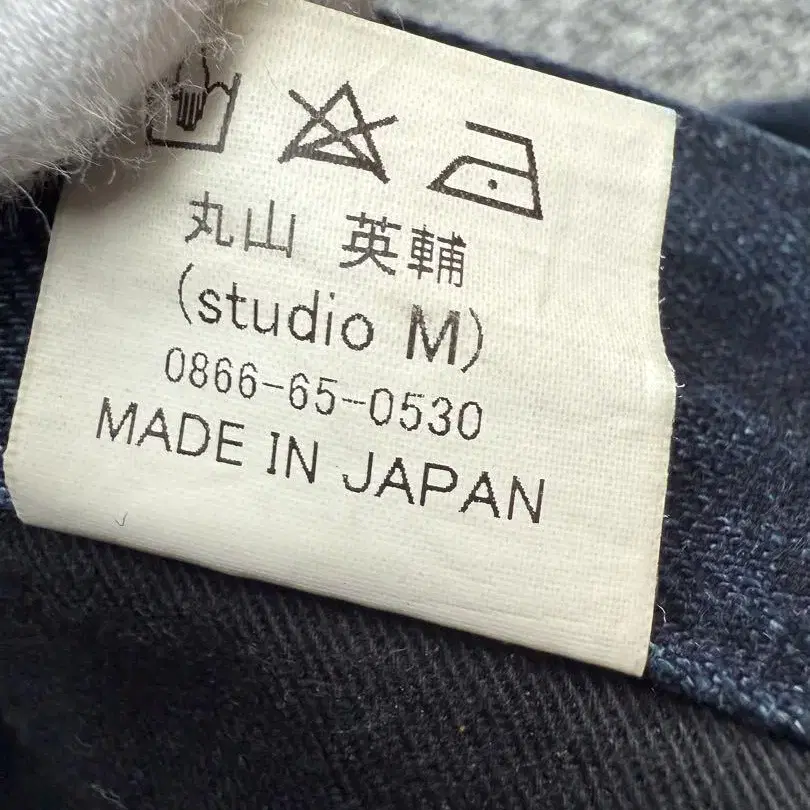 丸山 英輔
(studio M)
0866-65-0530
MADE IN JAPAN